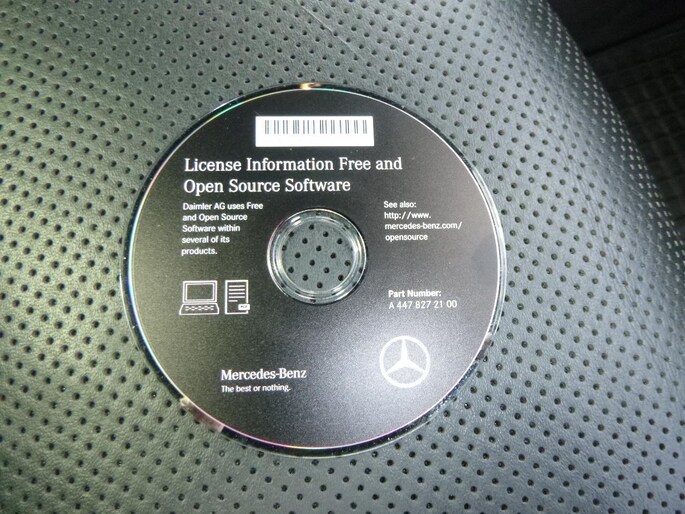 License Information Free and
Open Source Software
Daimler AG uses Free
and Open Source
Software within
several of its
products.
See also:
http://www.
mercedes-benz.com/
opensource
Part Number:
A 447 827 21 00
Mercedes-Benz
The best or nothing.